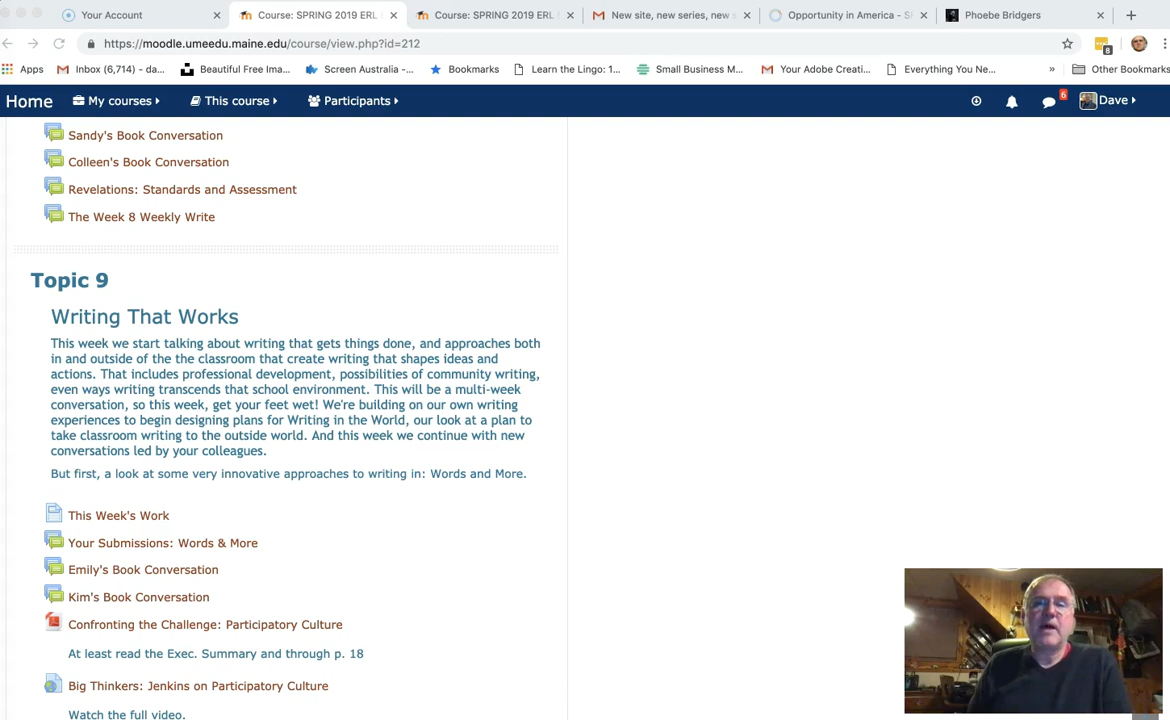 Your Account
Course: SPRING 2019 ERL
Course: SPRING 2019 ERL
New site, new series, new s
Opportunity in America - S
Phoebe Bridgers
https://moodle.umeedu.maine.edu/course/view.php?id=212
8
Apps
Inbox (6,714) - da...
Beautiful Free Ima...
Screen Australia -...
Bookmarks
Learn the Lingo: 1...
Small Business M...
Your Adobe Creati...
Everything You Ne...
»
Other Bookmarks
Home
My courses
This course
Participants
6
Dave
Sandy's Book Conversation
Colleen's Book Conversation
Revelations: Standards and Assessment
The Week 8 Weekly Write
Topic 9
Writing That Works
This week we start talking about writing that gets things done, and approaches both
in and outside of the the classroom that create writing that shapes ideas and
actions. That includes professional development, possibilities of community writing,
even ways writing transcends that school environment. This will be a multi-week
conversation, so this week, get your feet wet! We're building on our own writing
experiences to begin designing plans for Writing in the World, our look at a plan to
take classroom writing to the outside world. And this week we continue with new
conversations led by your colleagues.
But first, a look at some very innovative approaches to writing in: Words and More.
This Week's Work
Your Submissions: Words & More
Emily's Book Conversation
Kim's Book Conversation
Confronting the Challenge: Participatory Culture
At least read the Exec. Summary and through p. 18
Big Thinkers: Jenkins on Participatory Culture
Watch the full video.